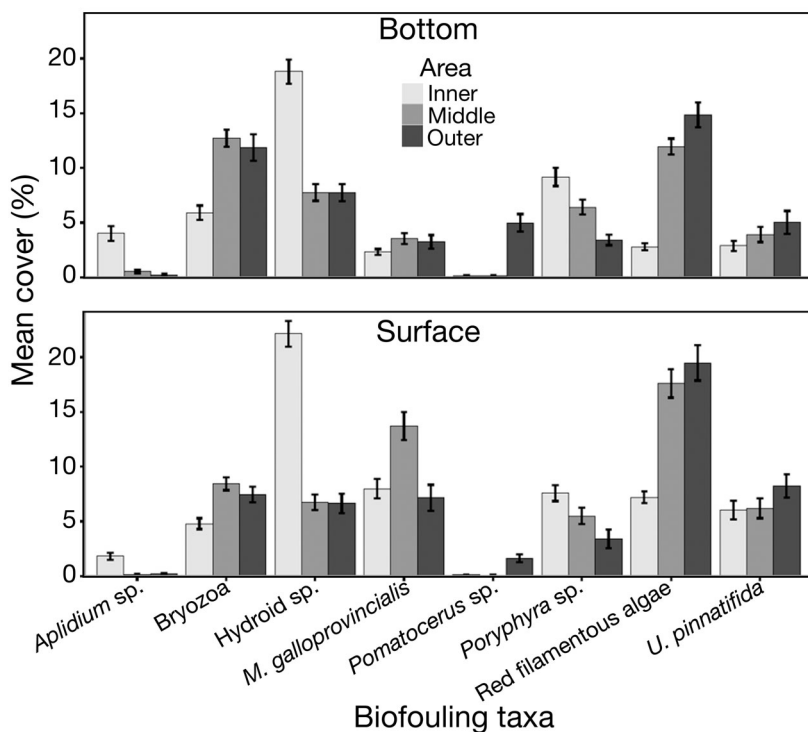 Bottom
Area
Inner
Middle
Outer
20
15
10
5
0
Mean cover (%)
Surface
20
15
10
5
0
Aplidium sp.
Bryozoa
Hydroid sp.
M. galloprovincialis
Pomatocerus sp.
Poryphyra sp.
Red filamentous algae
U. pinnatifida
Biofouling taxa